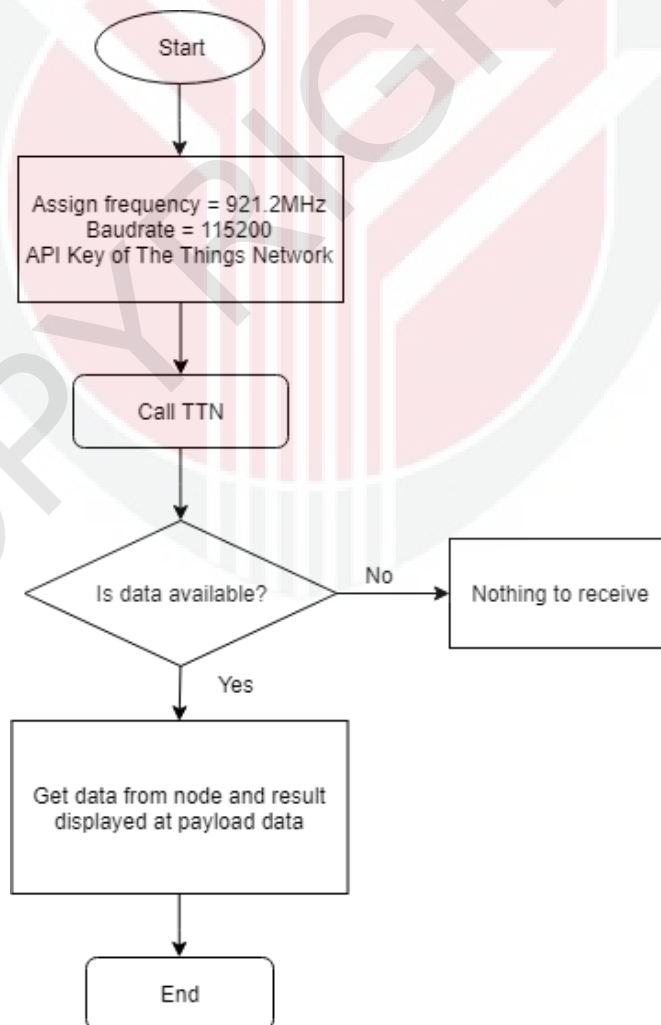 Start
Assign frequency = 921.2MHz
Baudrate = 115200
API Key of The Things Network
Call TTN
Is data available?
No
Nothing to receive
Yes
Get data from node and result
displayed at payload data
End